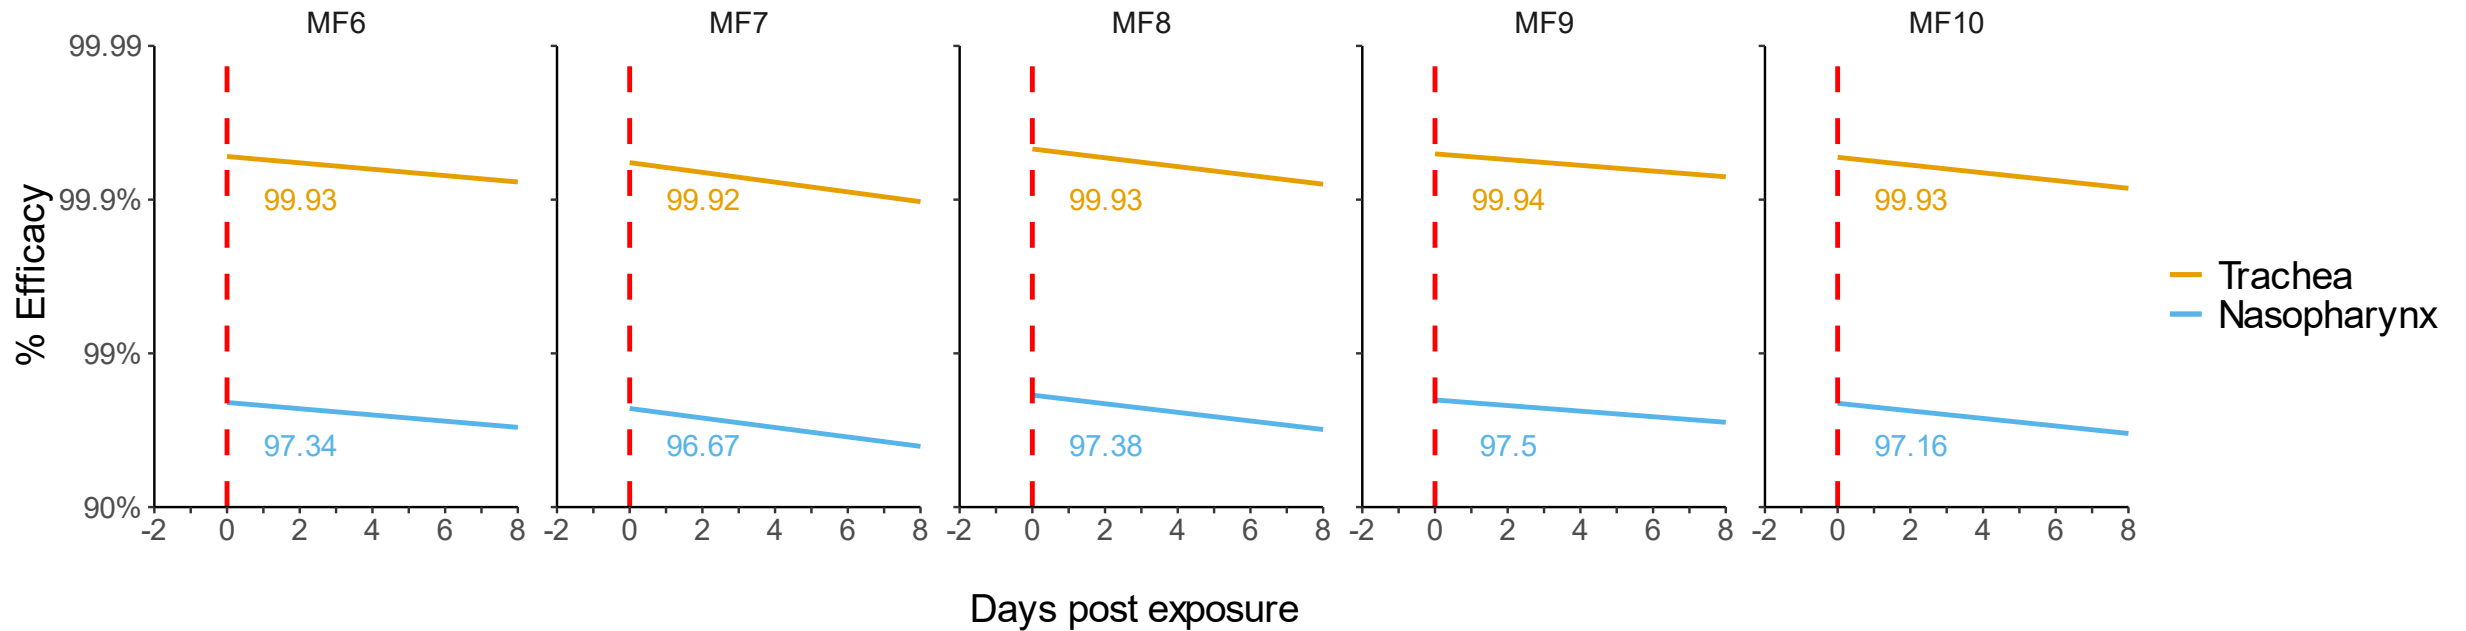 MF6 MF7 MF8 MF9 MF10
99.99
99.9%
99%
90%
% Efficacy
99.93 99.92 99.93 99.94 99.93
97.34 96.67 97.38 97.5 97.16
Trachea
Nasopharynx
-2 0 2 4 6 8 -2 0 2 4 6 8 -2 0 2 4 6 8 -2 0 2 4 6 8 -2 0 2 4 6 8
Days post exposure